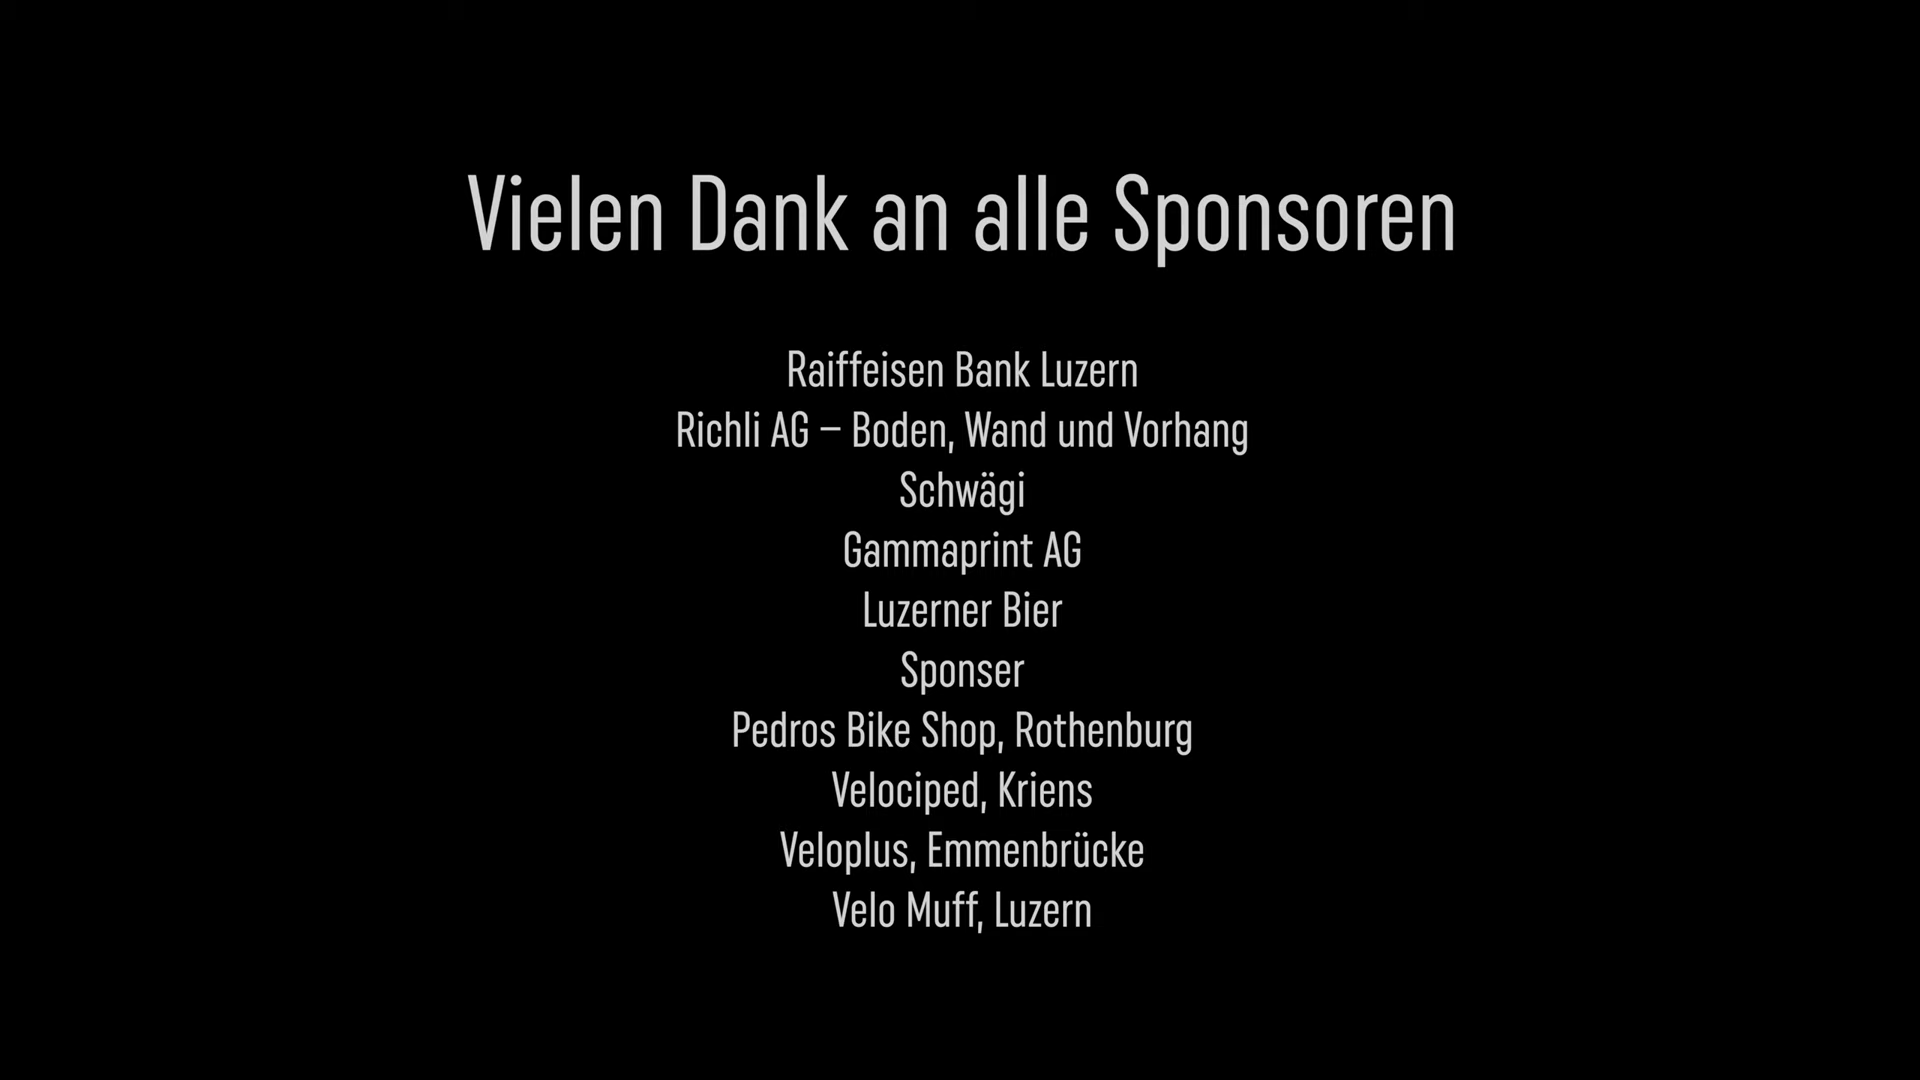 Vielen Dank an alle Sponsoren
Raiffeisen Bank Luzern
Richli AG – Boden, Wand und Vorhang
Schwägi
Gammaprint AG
Luzerner Bier
Sponser
Pedros Bike Shop, Rothenburg
Velociped, Kriens
Veloplus, Emmenbrücke
Velo Muff, Luzern